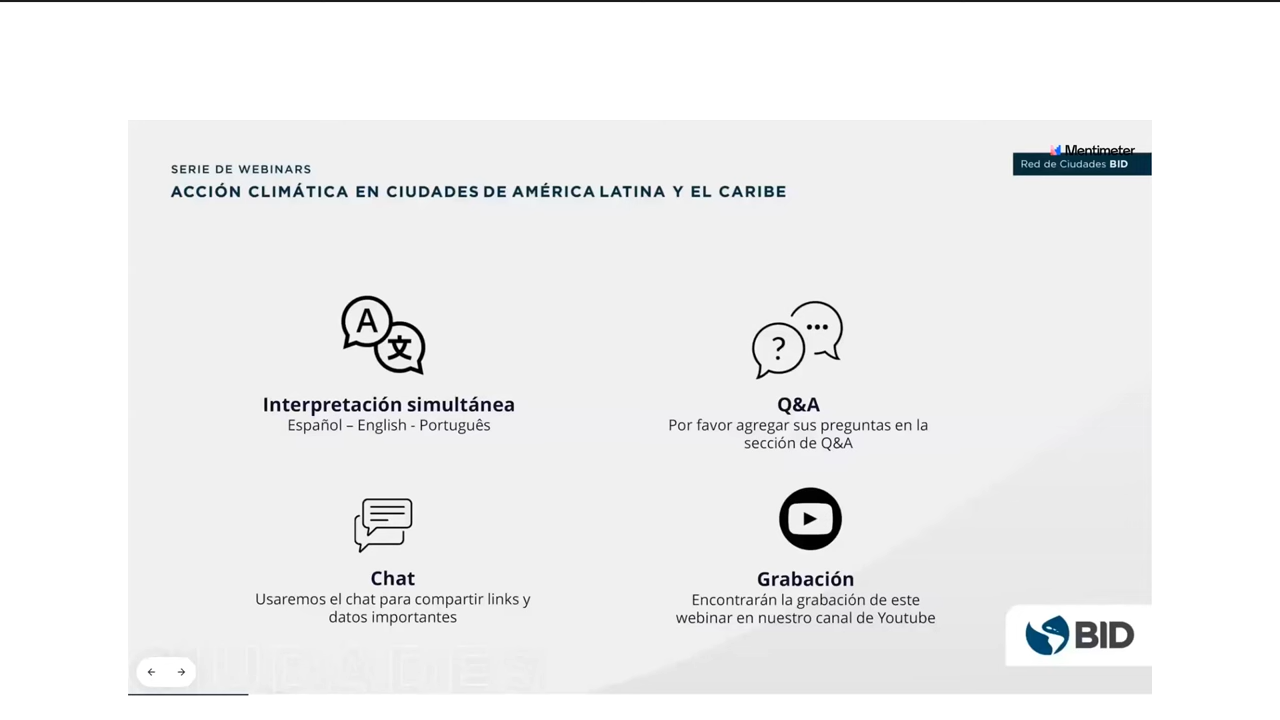 SERIE DE WEBINARS
ACCIÓN CLIMÁTICA EN CIUDADES DE AMÉRICA LATINA Y EL CARIBE
Mentimeter
Red de Ciudades BID
A
文
?
Interpretación simultánea
Español – English - Português
Q&A
Por favor agregar sus preguntas en la
sección de Q&A
Chat
Usaremos el chat para compartir links y
datos importantes
Grabación
Encontrarán la grabación de este
webinar en nuestro canal de Youtube
BID